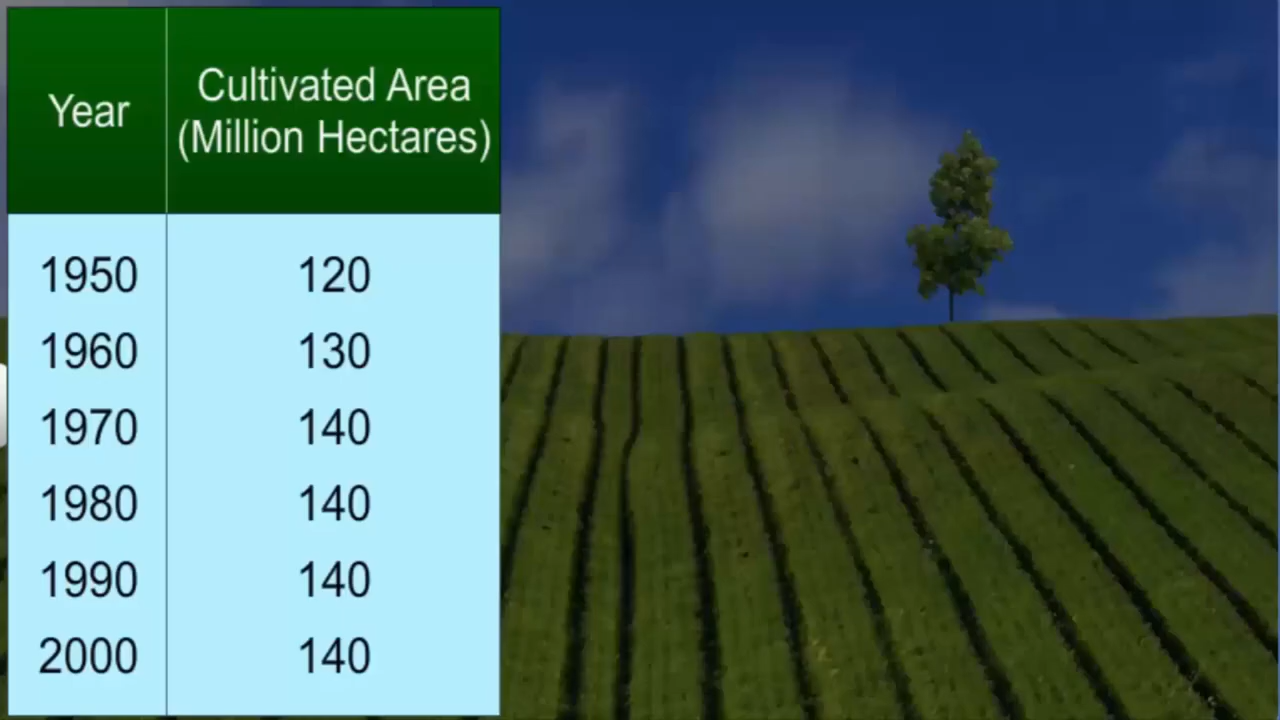 Year
Cultivated Area
(Million Hectares)
1950 120
1960 130
1970 140
1980 140
1990 140
2000 140